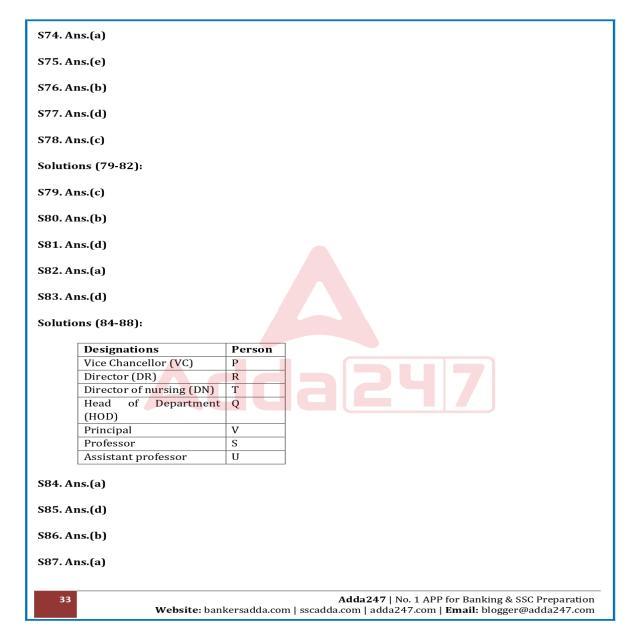 S74. Ans.(a)
S75. Ans.(e)
S76. Ans.(b)
S77. Ans.(d)
S78. Ans.(c)
Solutions (79-82):
S79. Ans.(c)
S80. Ans.(b)
S81. Ans.(d)
S82. Ans.(a)
S83. Ans.(d)
Solutions (84-88):
Designations Person
Vice Chancellor (VC) P
Director (DR) R
Director of nursing (DN) T
Head of Department Q
(HOD)
Principal V
Professor S
Assistant professor U
Adda247
S84. Ans.(a)
S85. Ans.(d)
S86. Ans.(b)
S87. Ans.(a)
33 Adda247 | No. 1 APP for Banking & SSC Preparation
Website: bankersadda.com | sscadda.com | adda247.com | Email: blogger@adda247.com